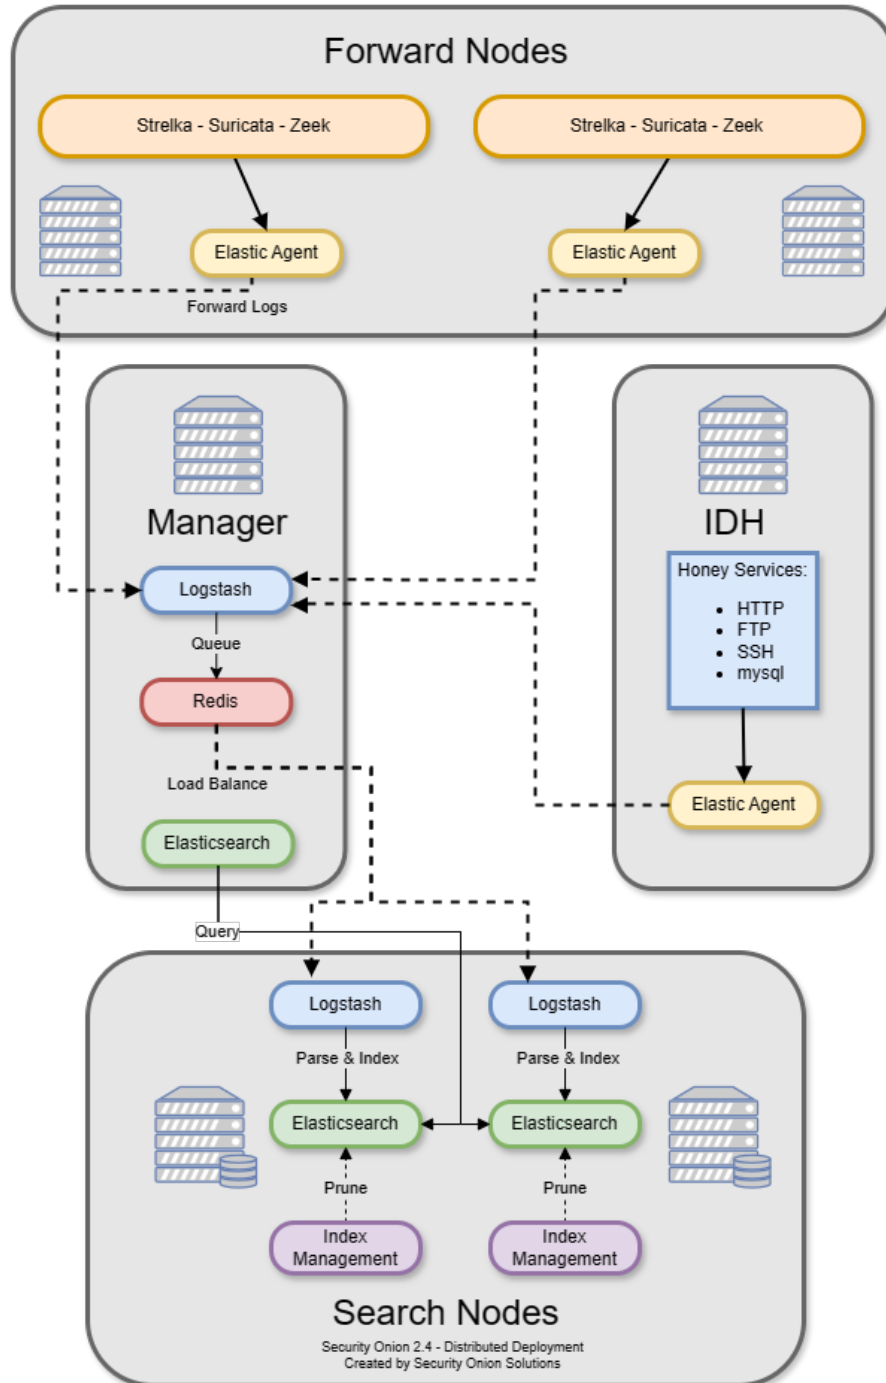 Forward Nodes
Strelka - Suricata - Zeek
Strelka - Suricata - Zeek
Elastic Agent
Elastic Agent
Forward Logs
Manager
Logstash
Queue
Redis
Load Balance
Elasticsearch
Query
IDH
Honey Services:
• HTTP
• FTP
• SSH
• mysql
Elastic Agent
Logstash
Logstash
Parse & Index
Parse & Index
Elasticsearch
Elasticsearch
Prune
Prune
Index
Management
Index
Management
Search Nodes
Security Onion 2.4 - Distributed Deployment
Created by Security Onion Solutions